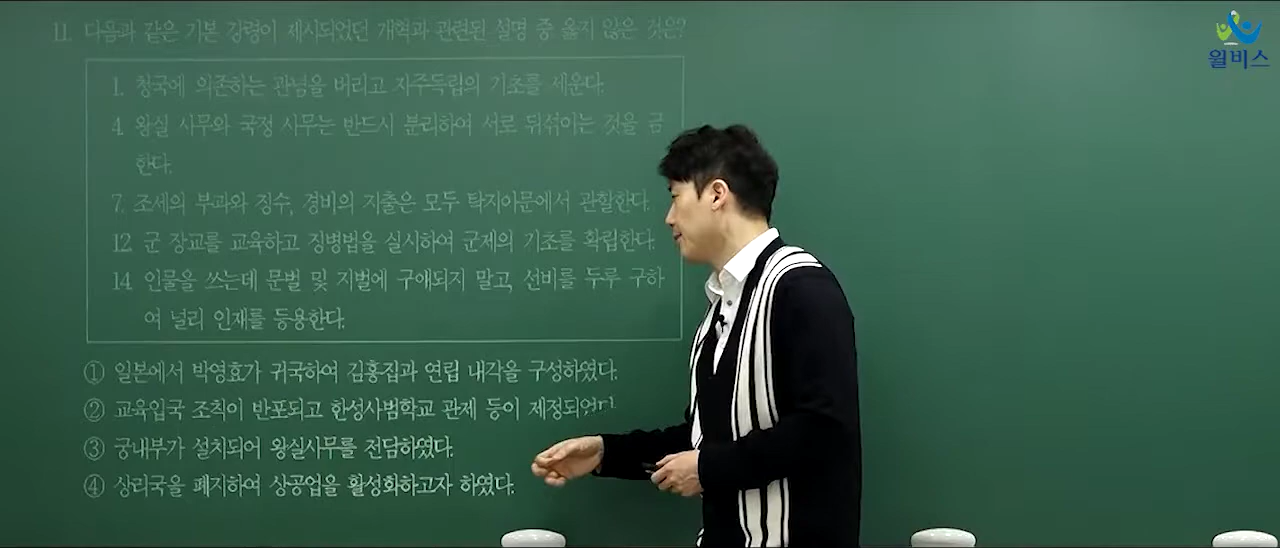 11. 다음과 같은 기본 강령이 제시되었던 개혁과 관련된 설명 중 옳지 않은 것은?
1. 청국에 의존하는 관념을 버리고 자주독립의 기초를 세운다.
4. 왕실 사무와 국정 사무는 반드시 분리하여 서로 뒤섞이는 것을 금
한다.
7. 조세의 부과와 징수, 경비의 지출은 모두 탁지아문에서 관할한다.
12. 군 장교를 교육하고 징병법을 실시하여 군제의 기초를 확립한다.
14. 인물을 쓰는데 문벌 및 지벌에 구애되지 말고, 선비를 두루 구하
여 널리 인재를 등용한다.
① 일본에서 박영효가 귀국하여 김홍집과 연립 내각을 구성하였다.
② 교육입국 조칙이 반포되고 한성사범학교 관제 등이 제정되었다.
③ 궁내부가 설치되어 왕실사무를 전담하였다.
④ 상리국을 폐지하여 상공업을 활성화하고자 하였다.
윌비스